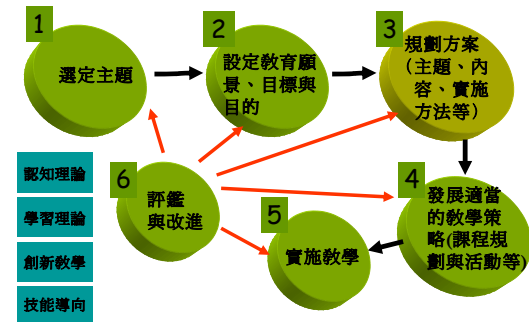 1
選定主題
2
設定教育願
景、目標與
目的
3
規劃方案
（主題、內
容、實施
方法等）
4
發展適當
的教學策
略(課程規
劃與活動等)
5
實施教學
6
評鑑
與改進
認知理論
學習理論
創新教學
技能導向